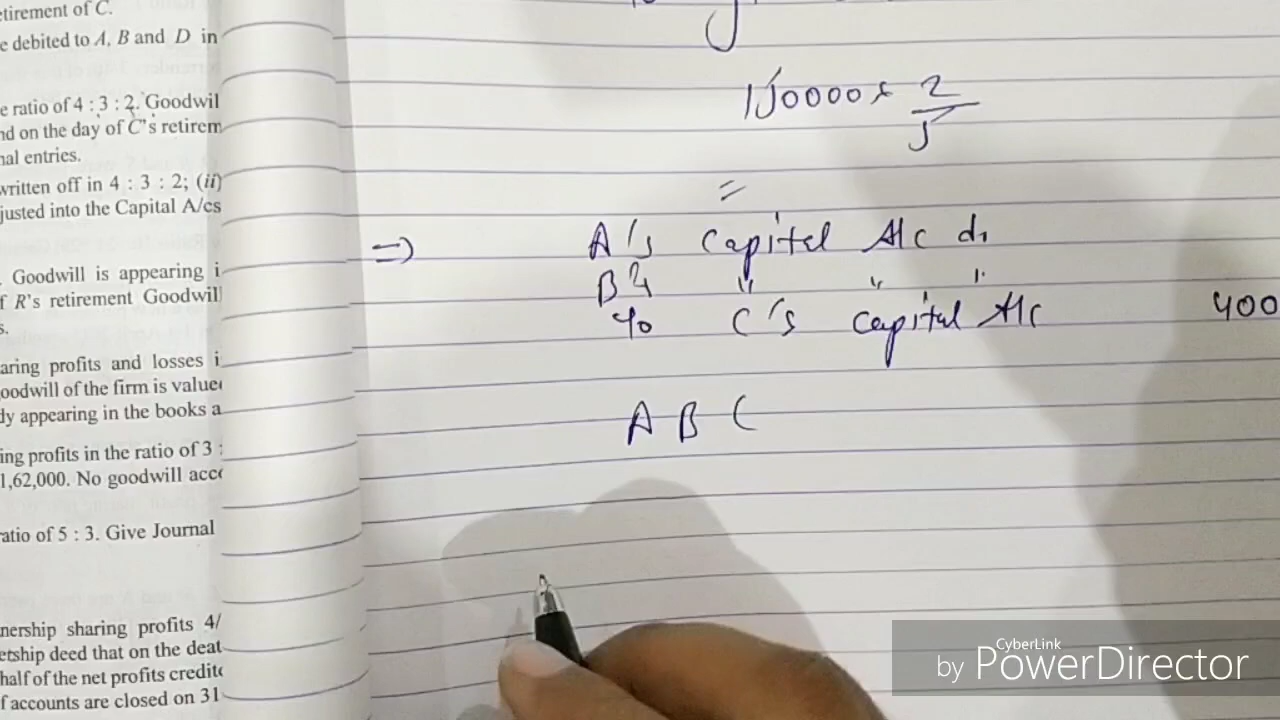 etirement of C.
e debited to A, B and D in
e ratio of 4 : 3 : 2. Goodwil
nd on the day of C's retirem
nal entries.
written off in 4 : 3 : 2; (ii)
justed into the Capital A/cs
. Goodwill is appearing i
f R's retirement Goodwill
s.
aring profits and losses i
oodwill of the firm is value
dy appearing in the books a
ing profits in the ratio of 3 :
1,62,000. No goodwill acc
ratio of 5 : 3. Give Journal
nership sharing profits 4/
etship deed that on the deat
half of the net profits credite
f accounts are closed on 31
150000 × 2
5
=
=> A's Capital A/c dr
B's " " "
To C's Capital A/c 400
A B C
CyberLink
by PowerDirector